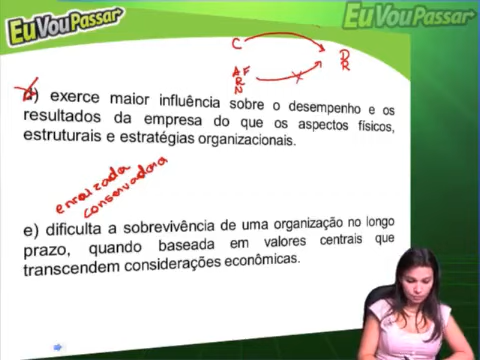 EuVouPassar
EuVouPassar
C
D
R
A F
R
N
d) exerce maior influência sobre o desempenho e os
resultados da empresa do que os aspectos físicos,
estruturais e estratégias organizacionais.
enraizada
conservadora
e) dificulta a sobrevivência de uma organização no longo
prazo, quando baseada em valores centrais que
transcendem considerações econômicas.
EuVouPassar